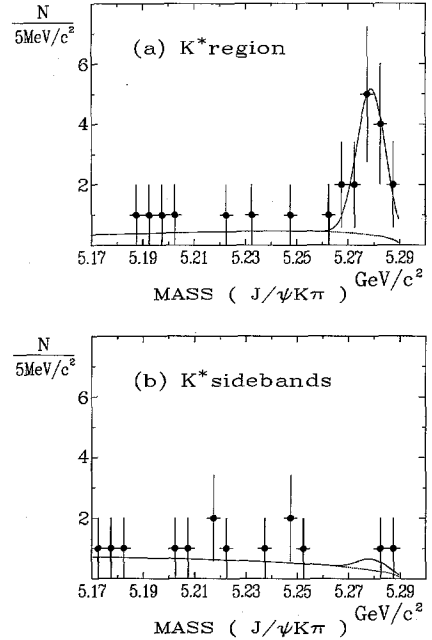 N
5MeV/c²
(a) K*region
6
4
2
5.17 5.19 5.21 5.23 5.25 5.27 5.29
GeV/c²
MASS ( J/ψKπ )
N
5MeV/c²
(b) K*sidebands
6
4
2
5.17 5.19 5.21 5.23 5.25 5.27 5.29
GeV/c²
MASS ( J/ψKπ )